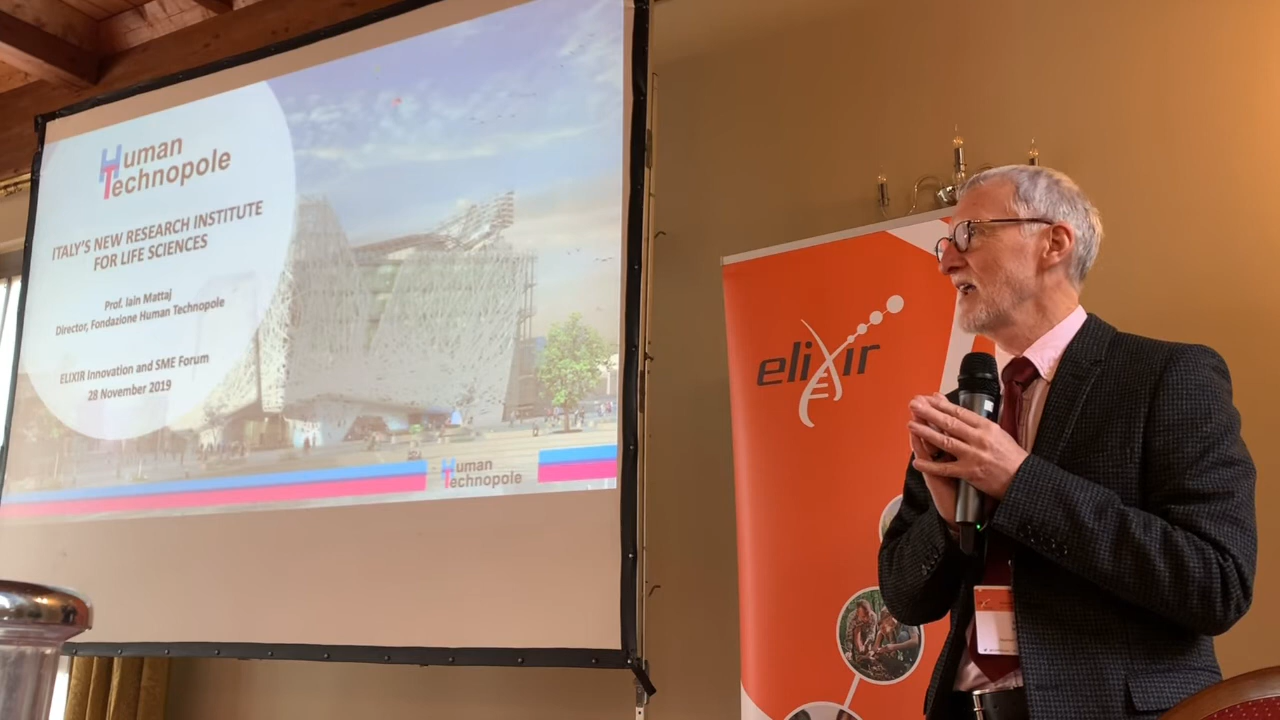 Human
Technopole
ITALY'S NEW RESEARCH INSTITUTE
FOR LIFE SCIENCES
Prof. Iain Mattaj
Director, Fondazione Human Technopole
ELIXIR Innovation and SME Forum
28 November 2019
Human
Technopole
elixir